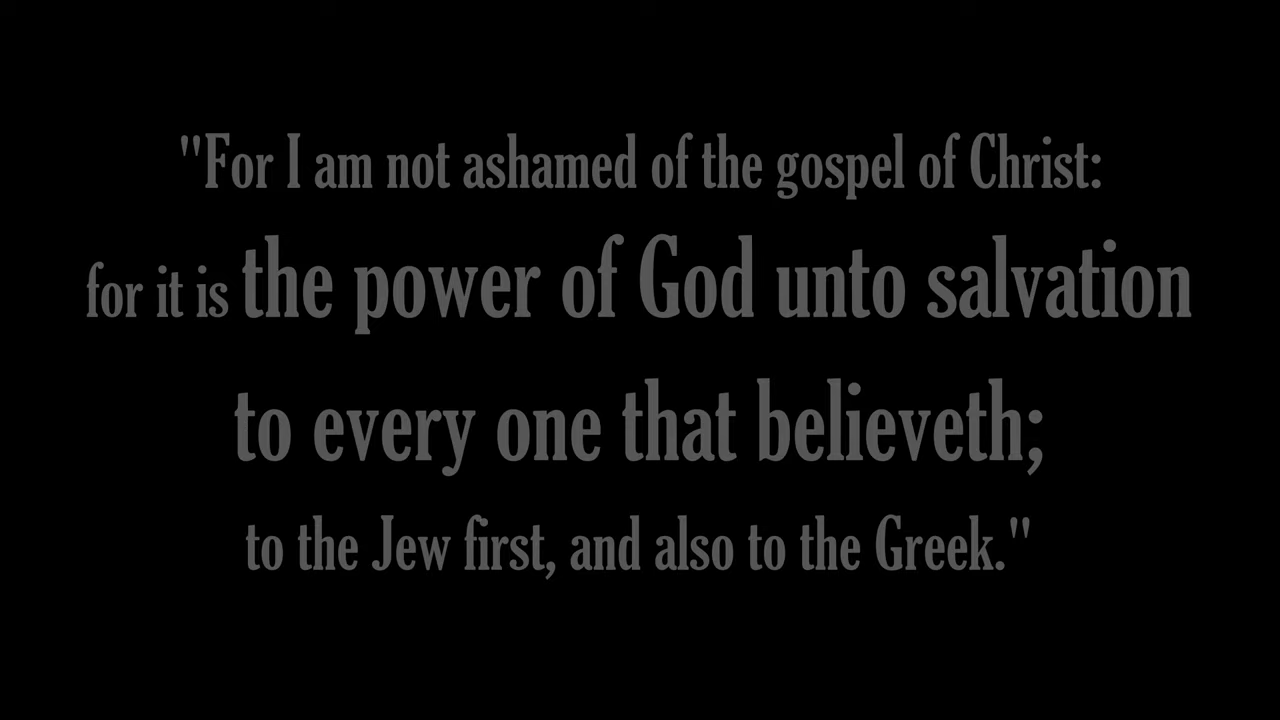 "For I am not ashamed of the gospel of Christ:
for it is the power of God unto salvation
to every one that believeth;
to the Jew first, and also to the Greek."